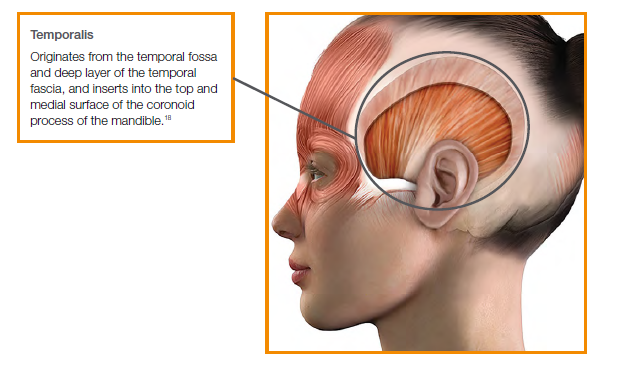 Temporalis
Originates from the temporal fossa
and deep layer of the temporal
fascia, and inserts into the top and
medial surface of the coronoid
process of the mandible.18